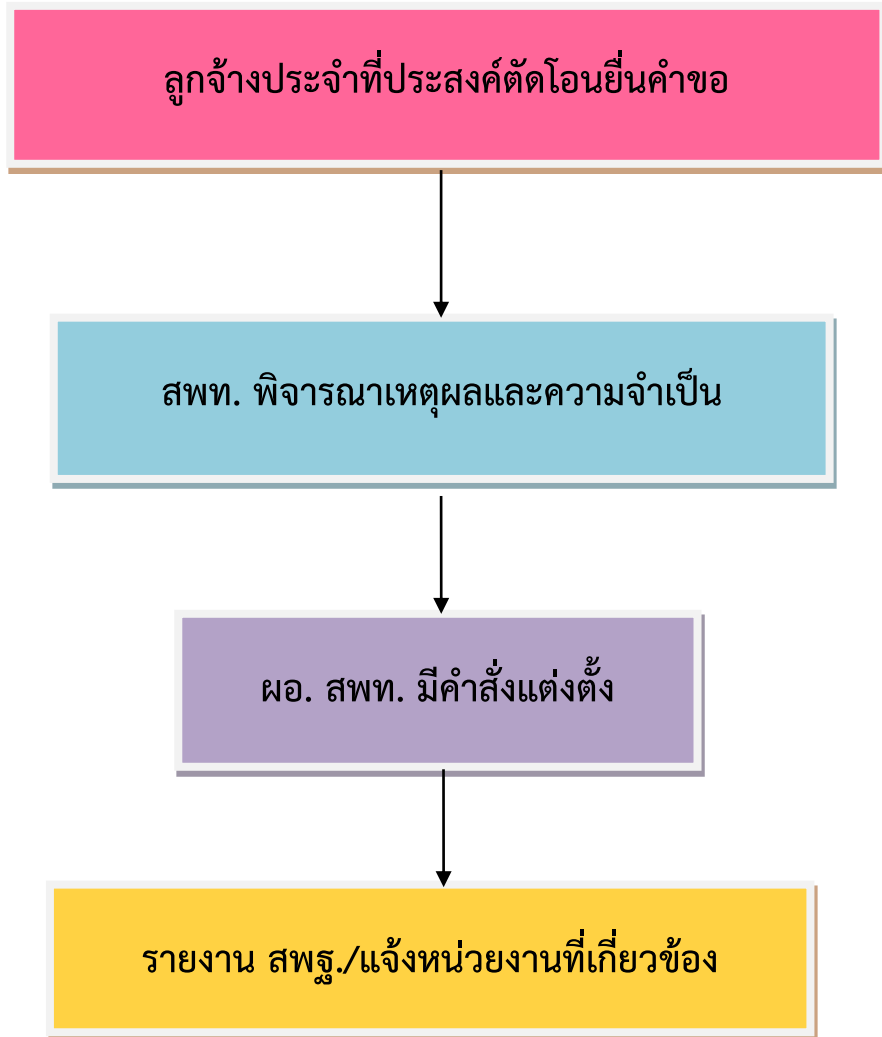 ลูกจ้างประจำที่ประสงค์ตัดโอนยื่นคำขอ
สพท. พิจารณาเหตุผลและความจำเป็น
ผอ. สพท. มีคำสั่งแต่งตั้ง
รายงาน สพฐ./แจ้งหน่วยงานที่เกี่ยวข้อง